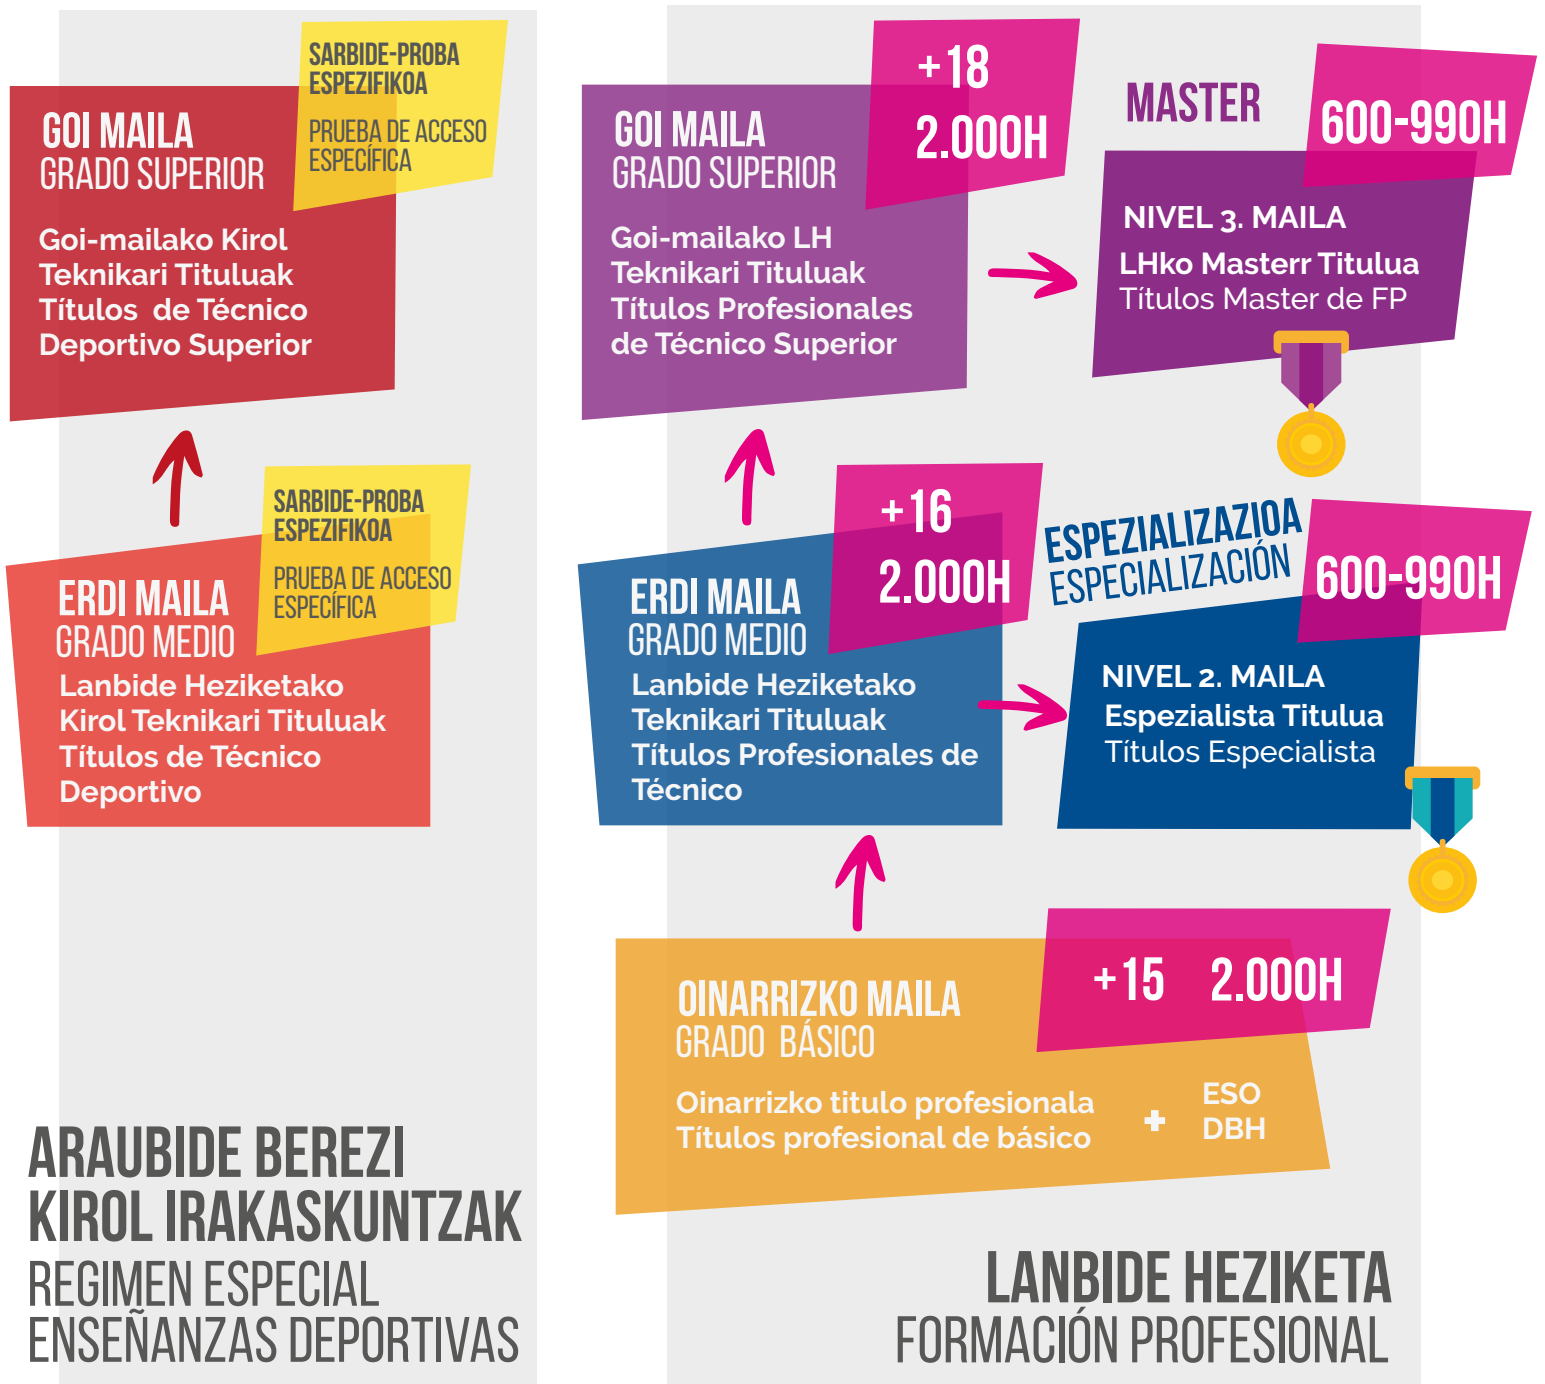 SARBIDE-PROBA
ESPEZIFIKOA
PRUEBA DE ACCESO
ESPECÍFICA
GOI MAILA
GRADO SUPERIOR
Goi-mailako Kirol
Teknikari Tituluak
Títulos de Técnico
Deportivo Superior
SARBIDE-PROBA
ESPEZIFIKOA
PRUEBA DE ACCESO
ESPECÍFICA
ERDI MAILA
GRADO MEDIO
Lanbide Heziketako
Kirol Teknikari Tituluak
Títulos de Técnico
Deportivo
ARAUBIDE BEREZI
KIROL IRAKASKUNTZAK
REGIMEN ESPECIAL
ENSEÑANZAS DEPORTIVAS
+18
2.000H
GOI MAILA
GRADO SUPERIOR
Goi-mailako LH
Teknikari Tituluak
Títulos Profesionales
de Técnico Superior
MASTER
600-990H
NIVEL 3. MAILA
LHko Masterr Titulua
Títulos Master de FP
+16
2.000H
ERDI MAILA
GRADO MEDIO
Lanbide Heziketako
Teknikari Tituluak
Títulos Profesionales de
Técnico
ESPEZIALIZAZIOA
ESPECIALIZACIÓN
600-990H
NIVEL 2. MAILA
Espezialista Titulua
Títulos Especialista
+15 2.000H
OINARRIZKO MAILA
GRADO BÁSICO
Oinarrizko titulo profesionala
Títulos profesional de básico
+
ESO
DBH
LANBIDE HEZIKETA
FORMACIÓN PROFESIONAL